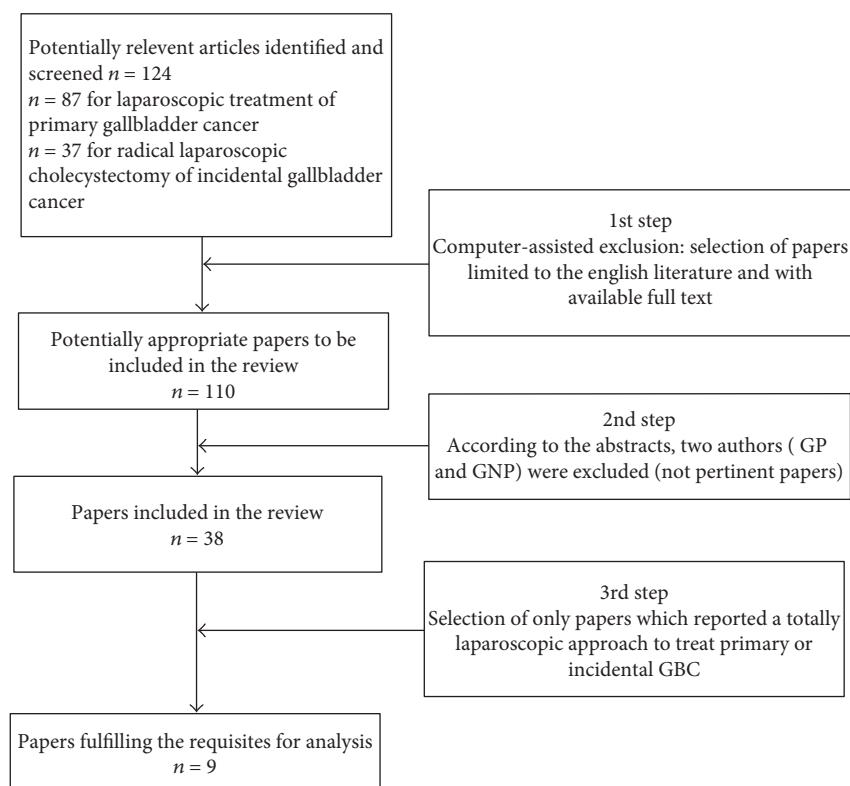 Potentially relevent articles identified and
screened n = 124
n = 87 for laparoscopic treatment of
primary gallbladder cancer
n = 37 for radical laparoscopic
cholecystectomy of incidental gallbladder
cancer
1st step
Computer-assisted exclusion: selection of papers
limited to the english literature and with
available full text
Potentially appropriate papers to be
included in the review
n = 110
2nd step
According to the abstracts, two authors ( GP
and GNP) were excluded (not pertinent papers)
Papers included in the review
n = 38
3rd step
Selection of only papers which reported a totally
laparoscopic approach to treat primary or
incidental GBC
Papers fulfilling the requisites for analysis
n = 9